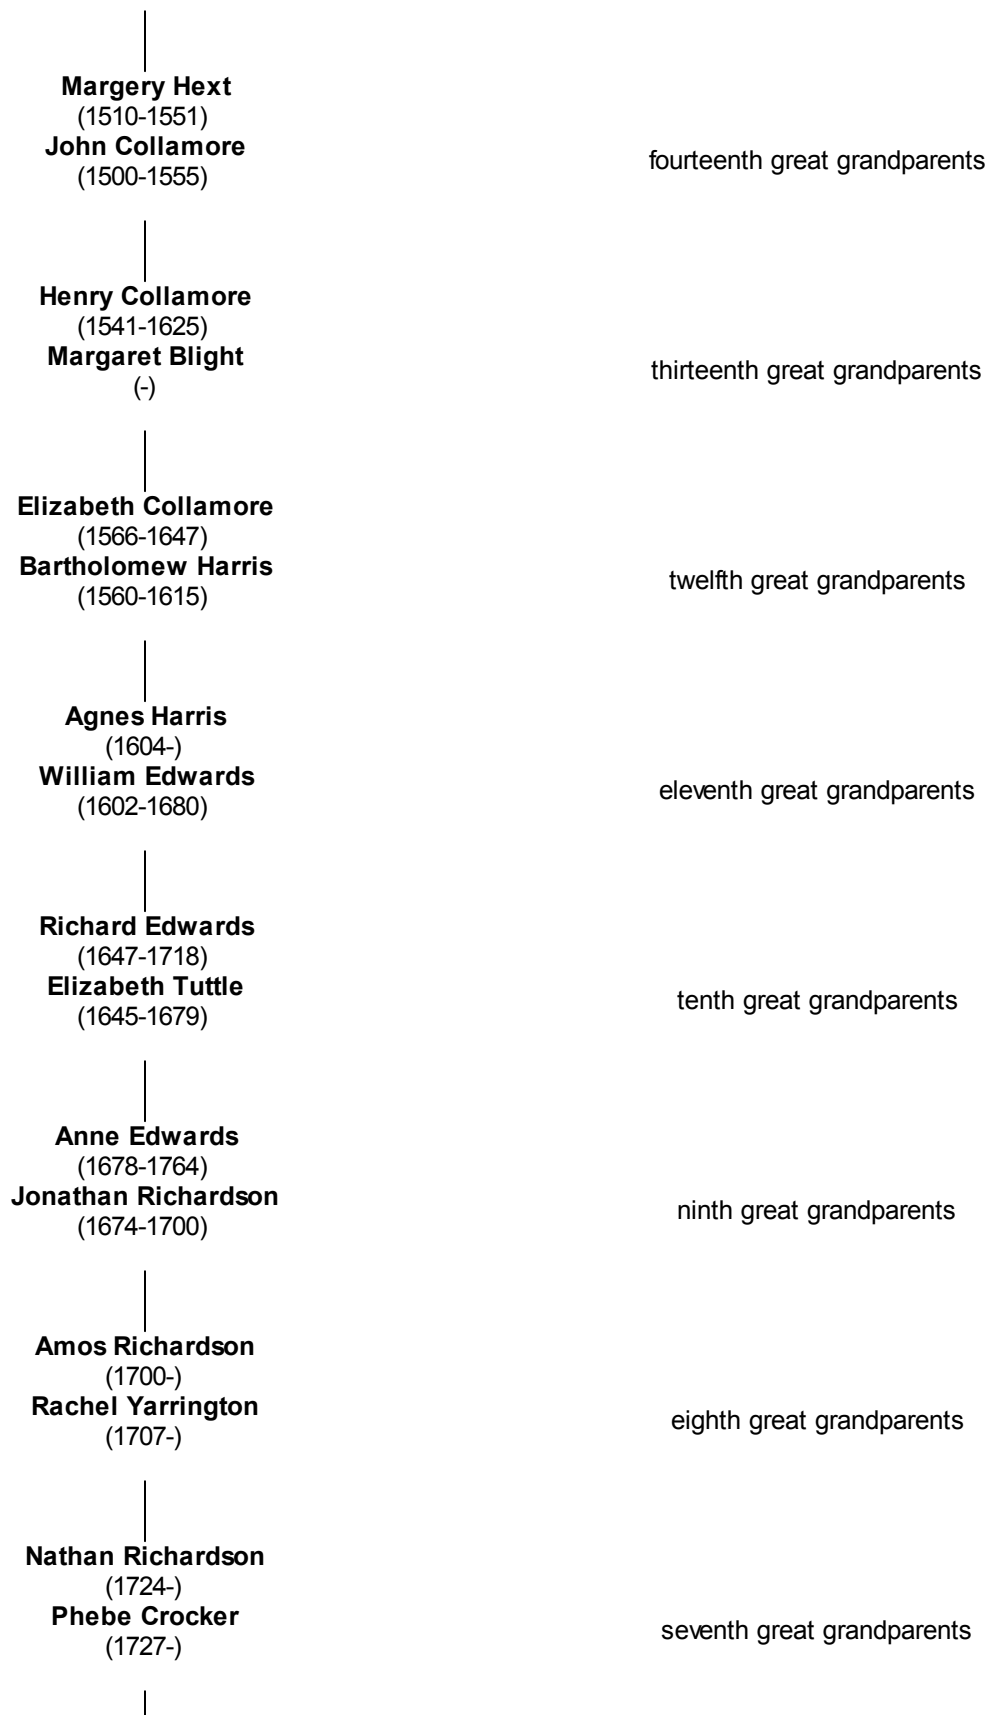 Margery Hext
(1510-1551)
John Collamore
(1500-1555)
fourteenth great grandparents
Henry Collamore
(1541-1625)
Margaret Blight
(-)
thirteenth great grandparents
Elizabeth Collamore
(1566-1647)
Bartholomew Harris
(1560-1615)
twelfth great grandparents
Agnes Harris
(1604-)
William Edwards
(1602-1680)
eleventh great grandparents
Richard Edwards
(1647-1718)
Elizabeth Tuttle
(1645-1679)
tenth great grandparents
Anne Edwards
(1678-1764)
Jonathan Richardson
(1674-1700)
ninth great grandparents
Amos Richardson
(1700-)
Rachel Yarrington
(1707-)
eighth great grandparents
Nathan Richardson
(1724-)
Phebe Crocker
(1727-)
seventh great grandparents